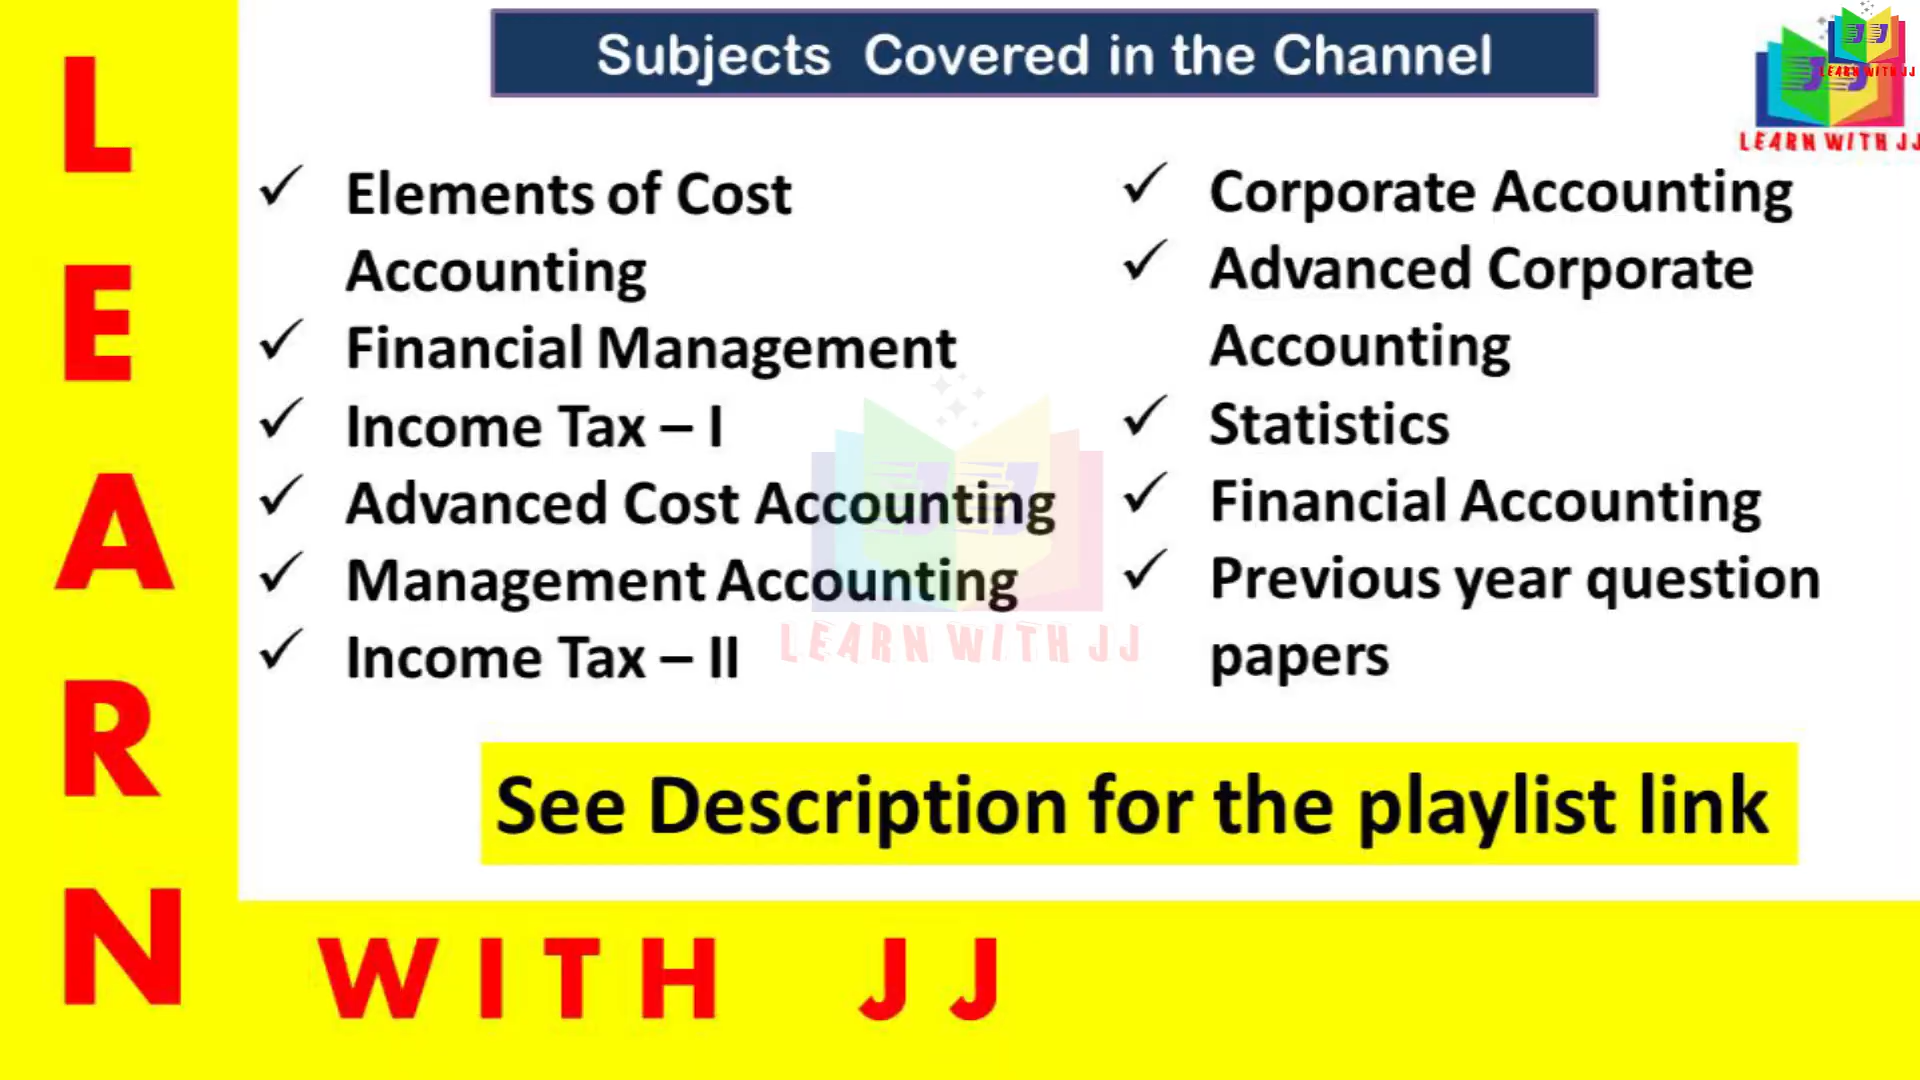 Subjects Covered in the Channel
LEARN WITH JJ
LEARN WITH JJ
✓ Elements of Cost
Accounting
✓ Financial Management
✓ Income Tax – I
✓ Advanced Cost Accounting
✓ Management Accounting
✓ Income Tax – II
✓ Corporate Accounting
✓ Advanced Corporate
Accounting
✓ Statistics
✓ Financial Accounting
✓ Previous year question
papers
LEARN WITH JJ
See Description for the playlist link
L
E
A
R
N
WITH JJ